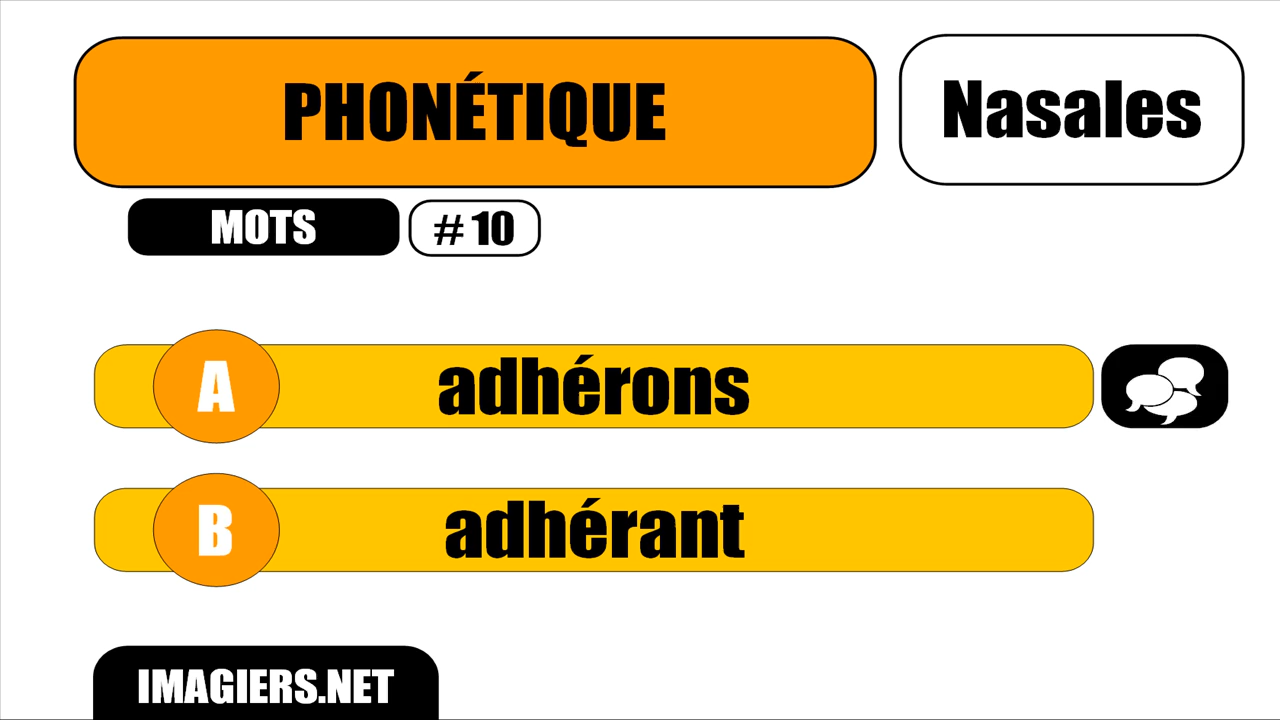 PHONÉTIQUE
Nasales
MOTS
# 10
A
adhérons
B
adhérant
IMAGIERS.NET